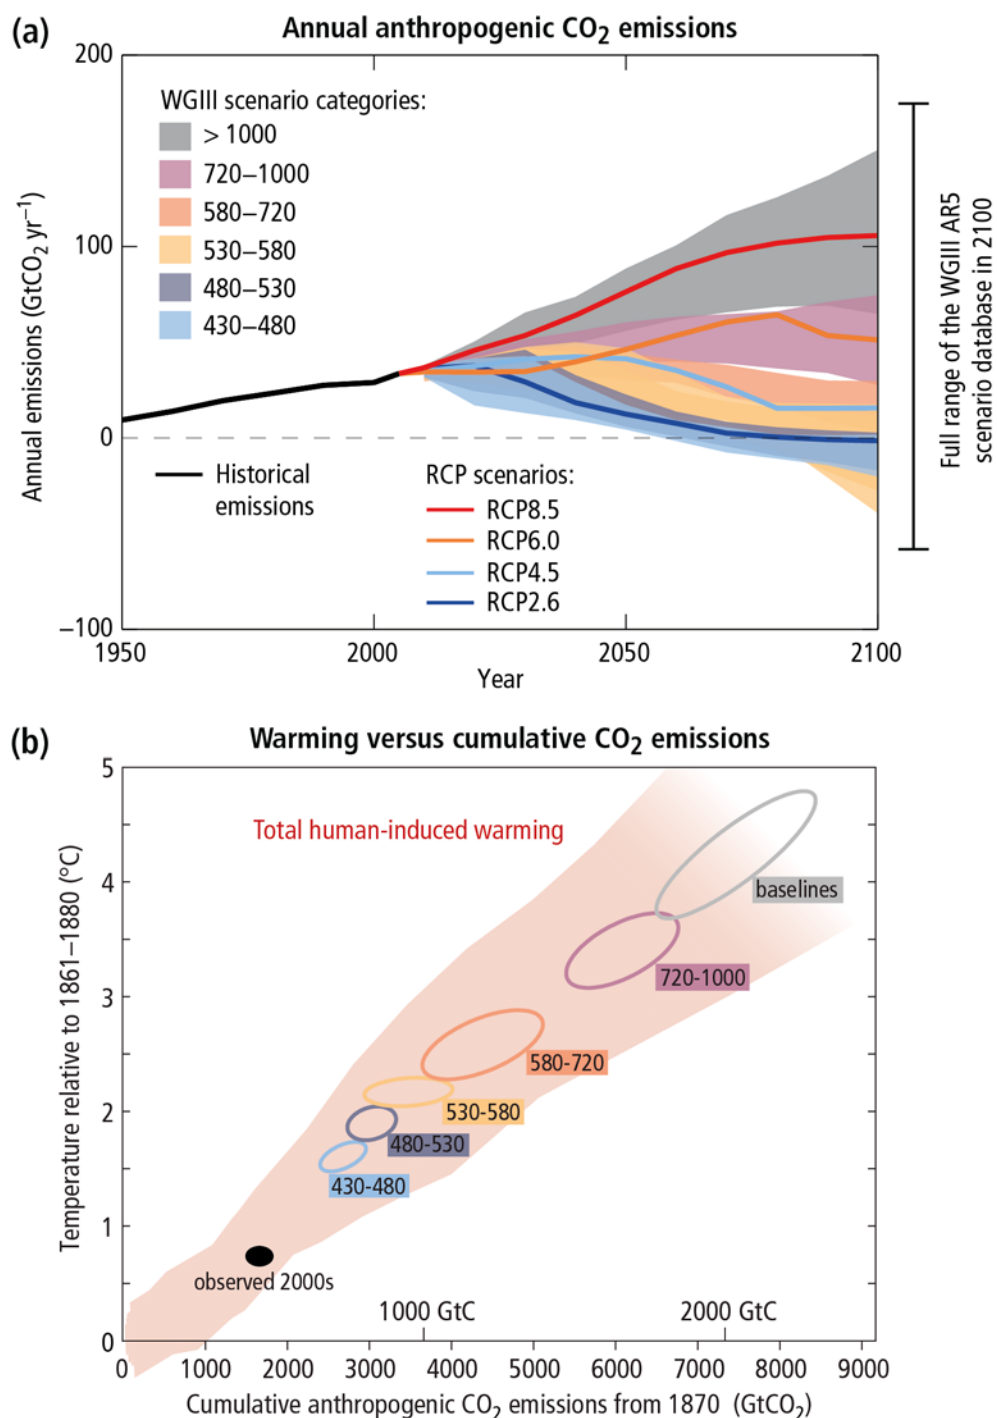 (a)
Annual anthropogenic CO₂ emissions
200
100
0
−100
Annual emissions (GtCO₂ yr⁻¹)
WGIII scenario categories:
> 1000
720–1000
580–720
530–580
480–530
430–480
Historical
emissions
RCP scenarios:
RCP8.5
RCP6.0
RCP4.5
RCP2.6
1950
2000
2050
2100
Year
Full range of the WGIII AR5
scenario database in 2100
(b)
Warming versus cumulative CO₂ emissions
5
4
3
2
1
0
Temperature relative to 1861–1880 (°C)
Total human-induced warming
baselines
720-1000
580-720
530-580
480-530
430-480
observed 2000s
1000 GtC
2000 GtC
0
1000
2000
3000
4000
5000
6000
7000
8000
9000
Cumulative anthropogenic CO₂ emissions from 1870 (GtCO₂)